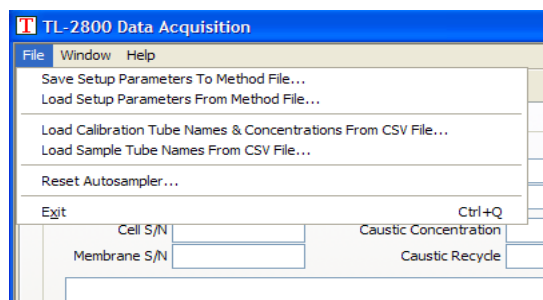 T TL-2800 Data Acquisition
File Window Help
Save Setup Parameters To Method File...
Load Setup Parameters From Method File...
Load Calibration Tube Names & Concentrations From CSV File...
Load Sample Tube Names From CSV File...
Reset Autosampler...
Exit Ctrl+Q
Cell S/N Caustic Concentration
Membrane S/N Caustic Recycle